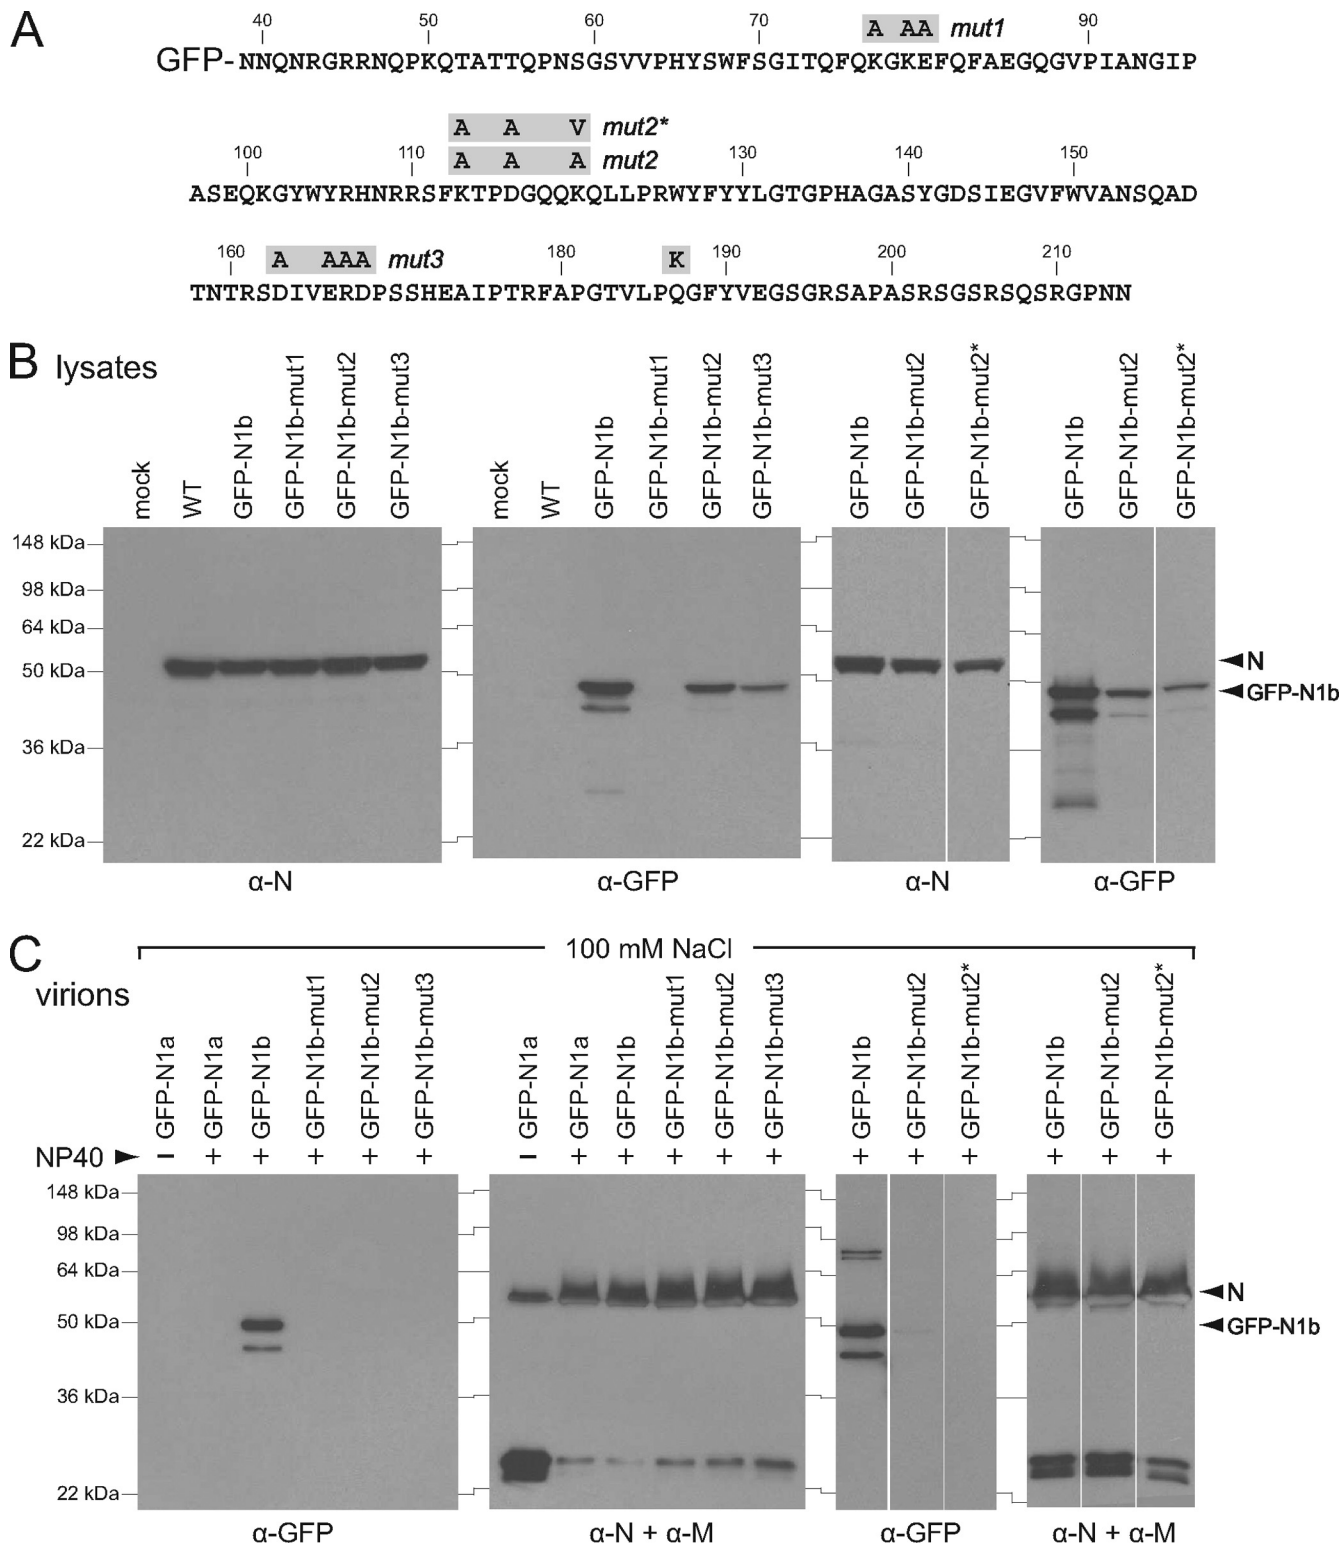 A
40 50 60 70 90
A AA mut1
GFP-NNQNRGRRNQPKQTATTQPNSGSVVPHYSWFSGITQFQKGKEFQFAEGQGVPIANGIP
A A V mut2*
A A A mut2
100 110 130 140 150
ASEQKGYWYRHNRRSFKTPDGQQKQLLPRWYFYYLGTGPHAGASYGDSIEGVFWVANSQAD
160 180 190 200 210
A AAA mut3 K
TNTRSDIVERDPSSHEAIPTRFAPGTVLPQGFYVEGSGRSAPASRSGSRSQSRGPNN
B lysates
mock
WT
GFP-N1b
GFP-N1b-mut1
GFP-N1b-mut2
GFP-N1b-mut3
mock
WT
GFP-N1b
GFP-N1b-mut1
GFP-N1b-mut2
GFP-N1b-mut3
GFP-N1b
GFP-N1b-mut2
GFP-N1b-mut2*
GFP-N1b
GFP-N1b-mut2
GFP-N1b-mut2*
148 kDa
98 kDa
64 kDa
50 kDa
36 kDa
22 kDa
N
GFP-N1b
α-N α-GFP α-N α-GFP
C
100 mM NaCl
virions
GFP-N1a
GFP-N1a
GFP-N1b
GFP-N1b-mut1
GFP-N1b-mut2
GFP-N1b-mut3
GFP-N1a
GFP-N1a
GFP-N1b
GFP-N1b-mut1
GFP-N1b-mut2
GFP-N1b-mut3
GFP-N1b
GFP-N1b-mut2
GFP-N1b-mut2*
GFP-N1b
GFP-N1b-mut2
GFP-N1b-mut2*
NP40 – + + + + + – + + + + + + + + + + +
148 kDa
98 kDa
64 kDa
50 kDa
36 kDa
22 kDa
N
GFP-N1b
α-GFP α-N + α-M α-GFP α-N + α-M